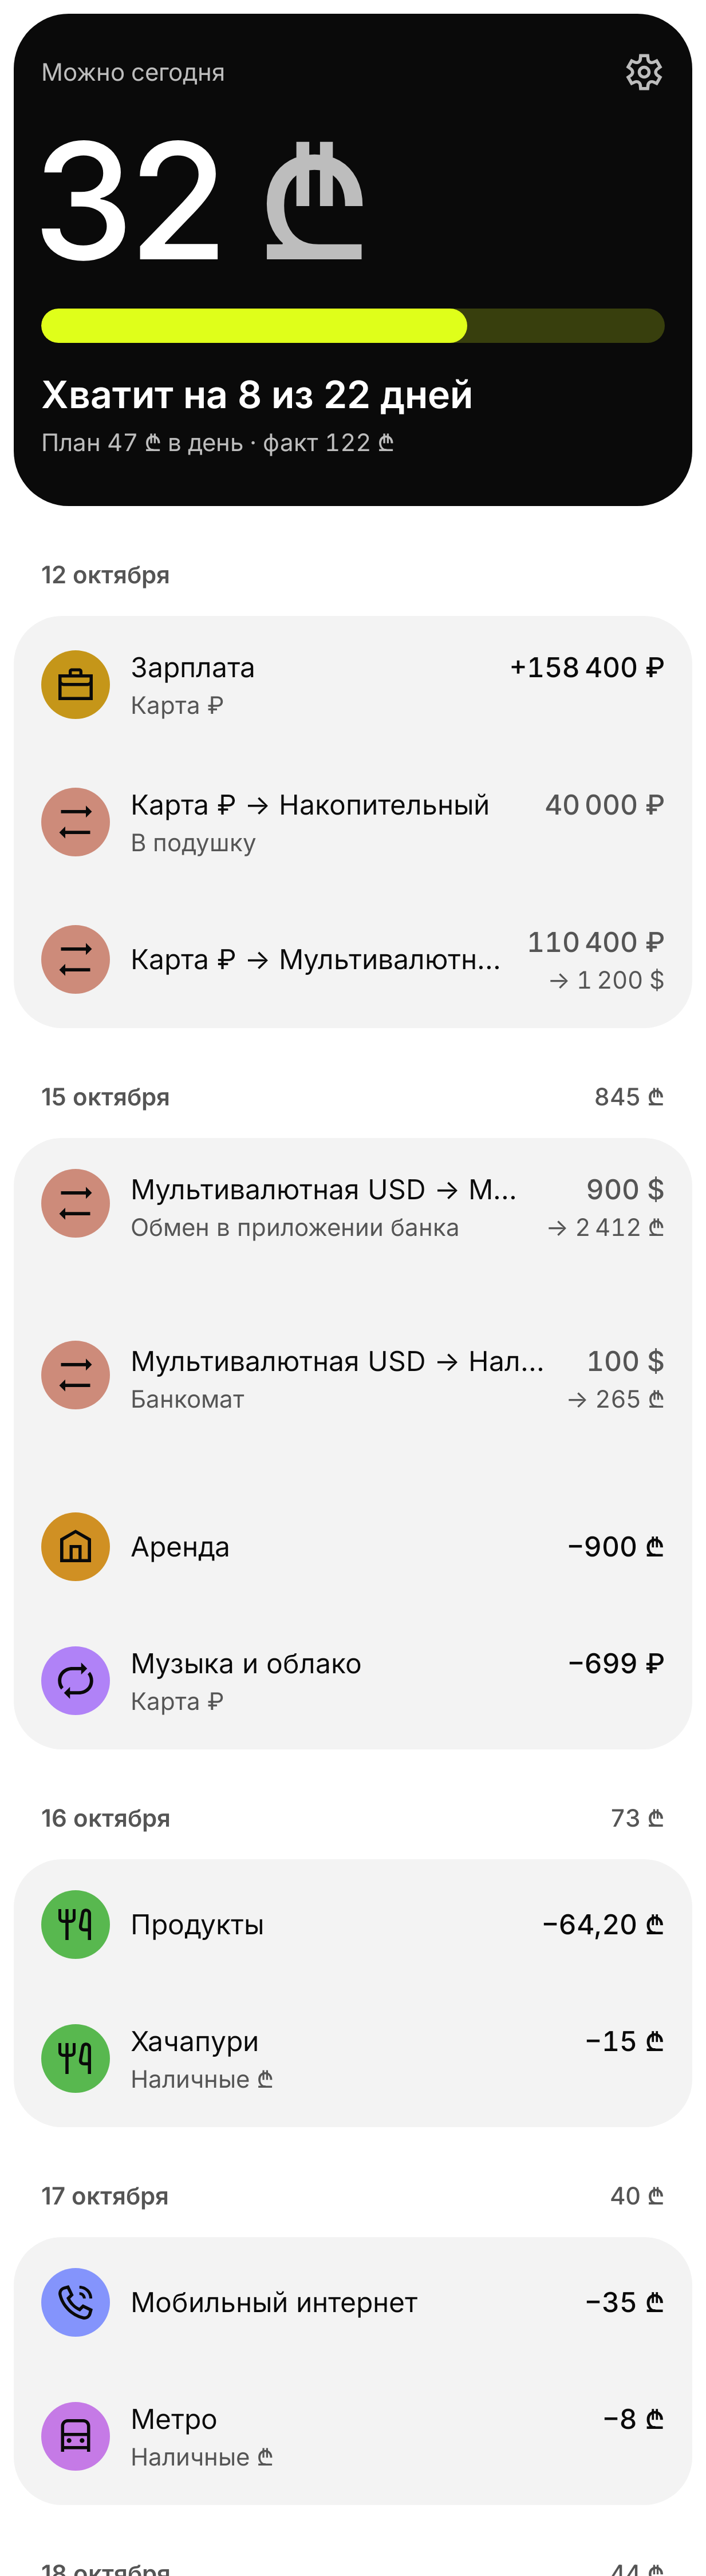 Можно сегодня
32 ₾
Хватит на 8 из 22 дней
План 47 ₾ в день · факт 122 ₾
12 октября
Зарплата +158 400 ₽
Карта ₽
Карта ₽ → Накопительный 40 000 ₽
В подушку
Карта ₽ → Мультивалютн... 110 400 ₽
→ 1 200 $
15 октября 845 ₾
Мультивалютная USD → М... 900 $
Обмен в приложении банка → 2 412 ₾
Мультивалютная USD → Нал... 100 $
Банкомат → 265 ₾
Аренда −900 ₾
Музыка и облако −699 ₽
Карта ₽
16 октября 73 ₾
Продукты −64,20 ₾
Хачапури −15 ₾
Наличные ₾
17 октября 40 ₾
Мобильный интернет −35 ₾
Метро −8 ₾
Наличные ₾
18 октября 44 ₾